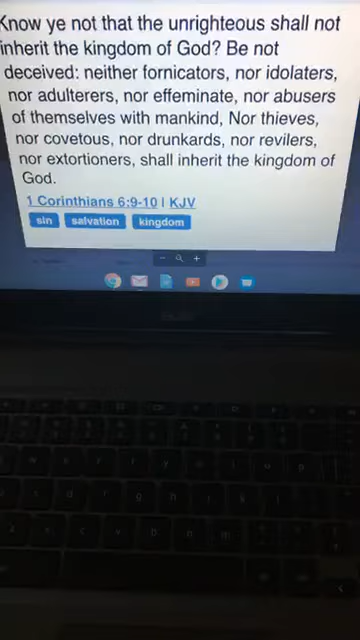 Know ye not that the unrighteous shall not
inherit the kingdom of God? Be not
deceived: neither fornicators, nor idolaters,
nor adulterers, nor effeminate, nor abusers
of themselves with mankind, Nor thieves,
nor covetous, nor drunkards, nor revilers,
nor extortioners, shall inherit the kingdom of
God.
1 Corinthians 6:9-10 | KJV
sin salvation kingdom